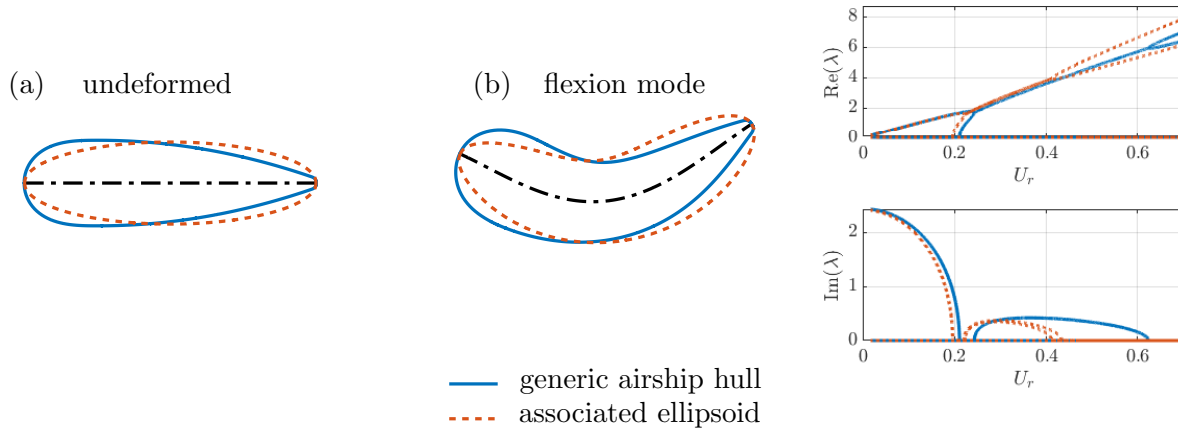 (a) undeformed
(b) flexion mode
generic airship hull
associated ellipsoid
Re(λ)
8
6
4
2
0
0 0.2 0.4 0.6
U_r
Im(λ)
2
1
0
0 0.2 0.4 0.6
U_r